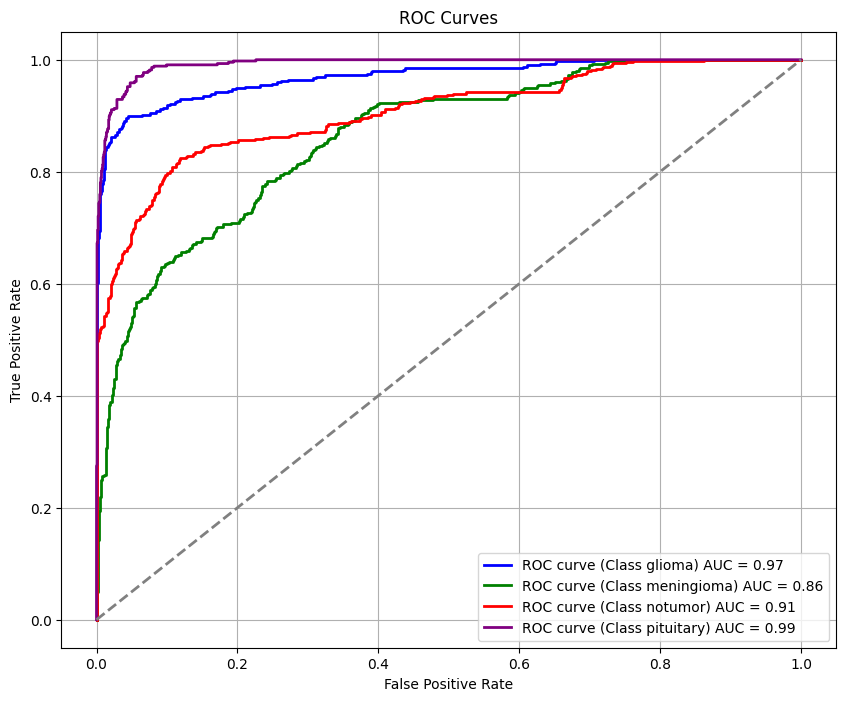 ROC Curves
True Positive Rate
1.0
0.8
0.6
0.4
0.2
0.0
0.0 0.2 0.4 0.6 0.8 1.0
False Positive Rate
ROC curve (Class glioma) AUC = 0.97
ROC curve (Class meningioma) AUC = 0.86
ROC curve (Class notumor) AUC = 0.91
ROC curve (Class pituitary) AUC = 0.99